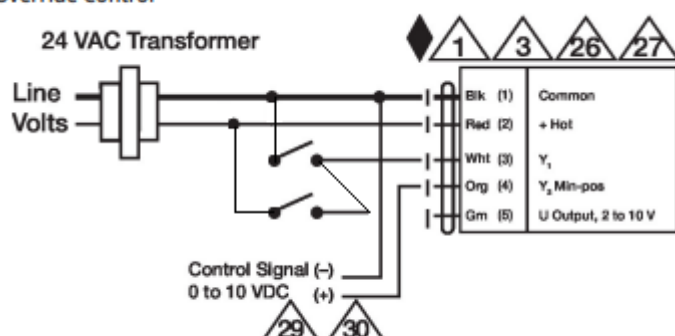 24 VAC Transformer
1 3 26 27
Line
Volts
Blk (1) Common
Red (2) + Hot
Wht (3) Y1
Org (4) Y2 Min-pos
Grn (5) U Output, 2 to 10 V
Control Signal (–)
0 to 10 VDC (+)
29 30